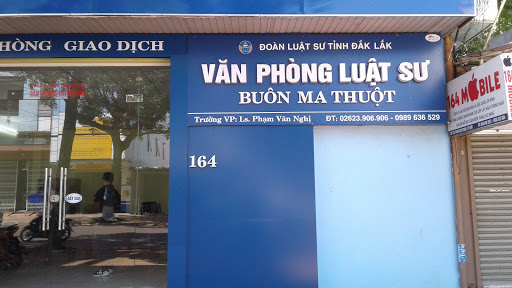 HÒNG GIAO DỊCH
ĐOÀN LUẬT SƯ TỈNH ĐẮK LẮK
VĂN PHÒNG LUẬT SƯ
BUÔN MA THUỘT
Trưởng VP: Ls. Phạm Văn Nghị ĐT: 02623.906.906 - 0989 636 529
164
164 MOBILE
164